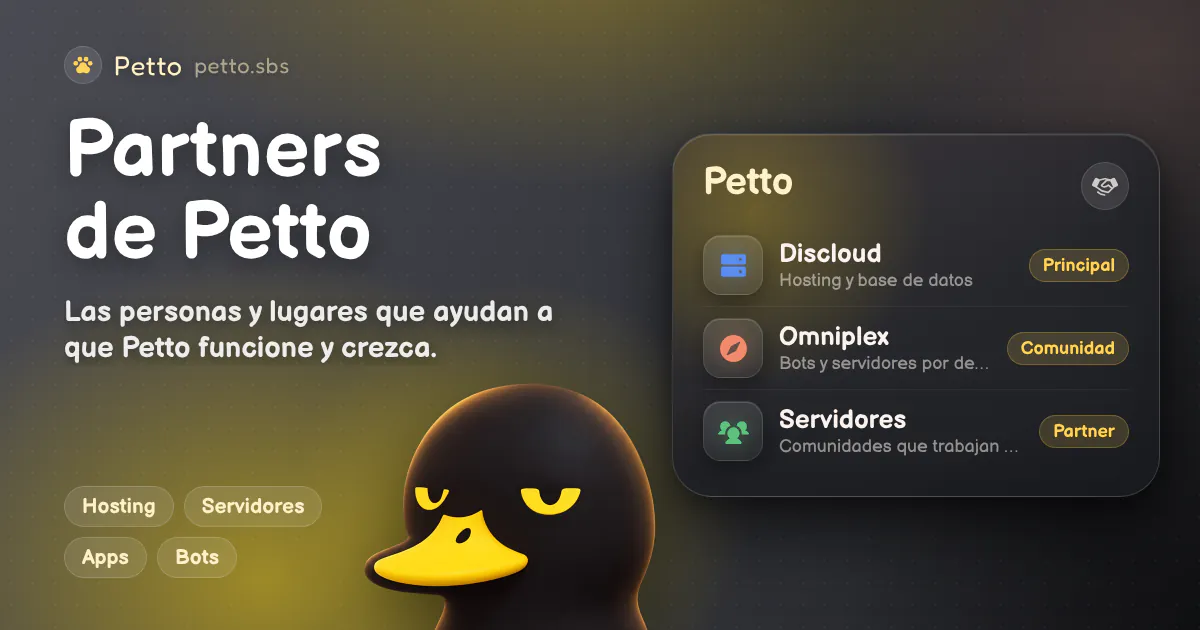 Petto petto.sbs
Partners
de Petto
Las personas y lugares que ayudan a
que Petto funcione y crezca.
Hosting
Servidores
Apps
Bots
Petto
Discloud
Hosting y base de datos
Principal
Omniplex
Bots y servidores por de...
Comunidad
Servidores
Comunidades que trabajan ...
Partner